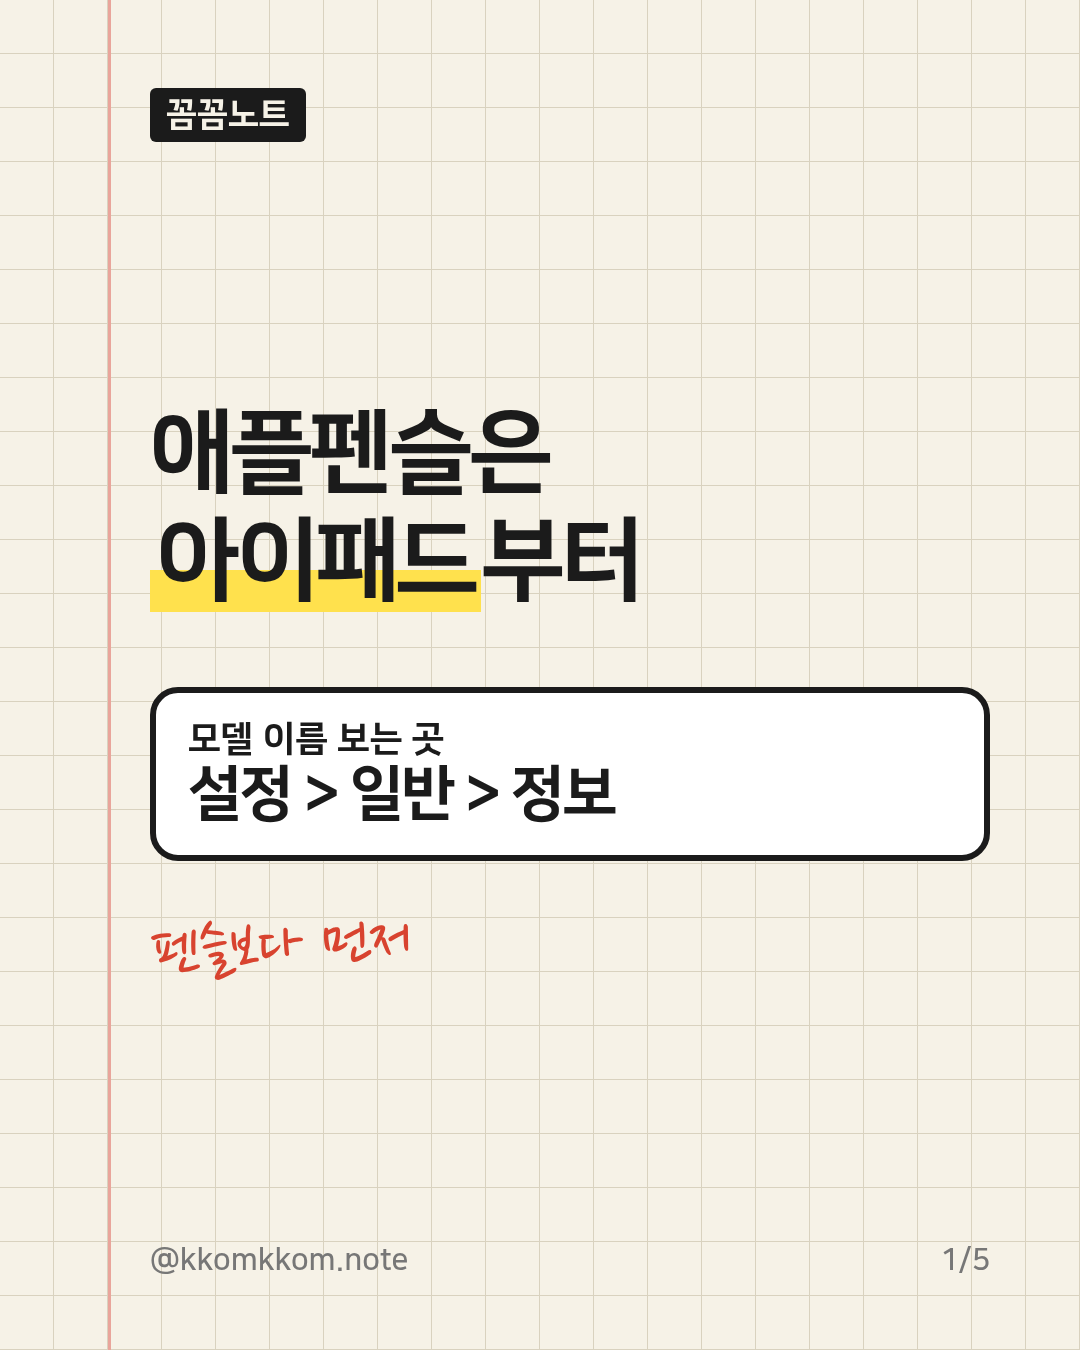 꼼꼼노트
애플펜슬은
아이패드부터
모델 이름 보는 곳
설정 > 일반 > 정보
펜슬보다 먼저
@kkomkkom.note
1/5